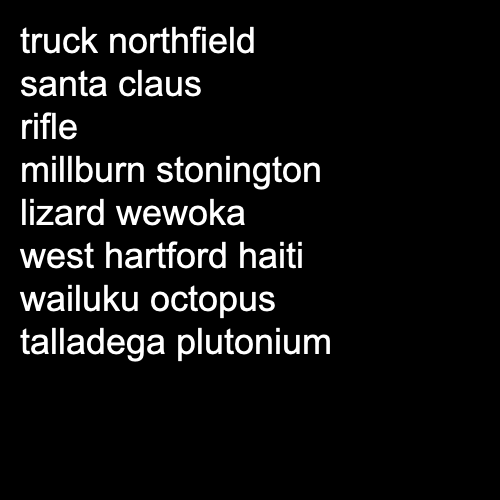 truck northfield
santa claus
rifle
millburn stonington
lizard wewoka
west hartford haiti
wailuku octopus
talladega plutonium